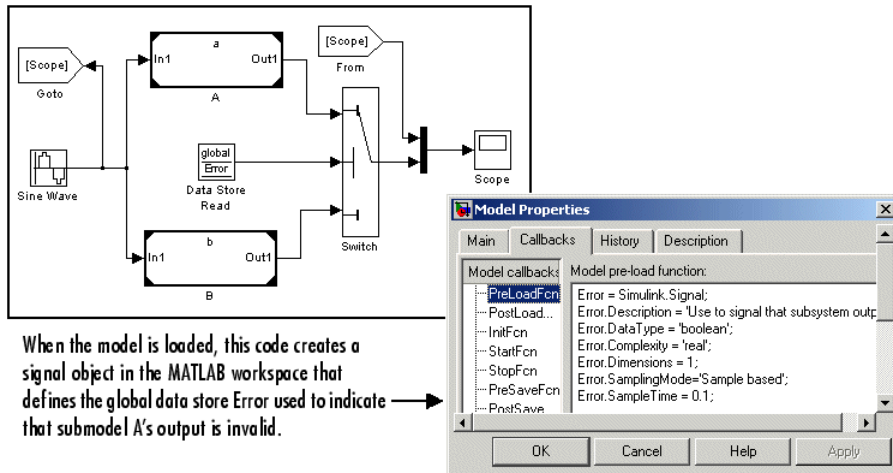 a
In1
Out1
A
[Scope]
Goto
[Scope]
From
Sine Wave
global
Error
Data Store
Read
Switch
Scope
b
In1
Out1
B
When the model is loaded, this code creates a
signal object in the MATLAB workspace that
defines the global data store Error used to indicate
that submodel A's output is invalid.
Model Properties
Main
Callbacks
History
Description
Model callbacks
PreLoadFcn
PostLoad...
InitFcn
StartFcn
StopFcn
PreSaveFcn
PostSave
Model pre-load function:
Error = Simulink.Signal;
Error.Description = 'Use to signal that subsystem outp
Error.DataType = 'boolean';
Error.Complexity = 'real';
Error.Dimensions = 1;
Error.SamplingMode='Sample based';
Error.SampleTime = 0.1;
OK
Cancel
Help
Apply